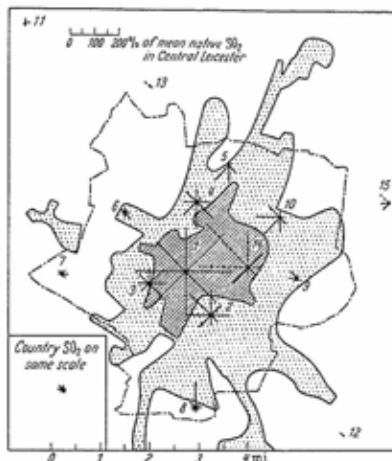 11
0 100 200% of mean native SO₂
in Central Leicester
13
5
15
4
6
10
7
3
9
2
Country SO₂ on
same scale
8
12
0 1 2 3 4 mi